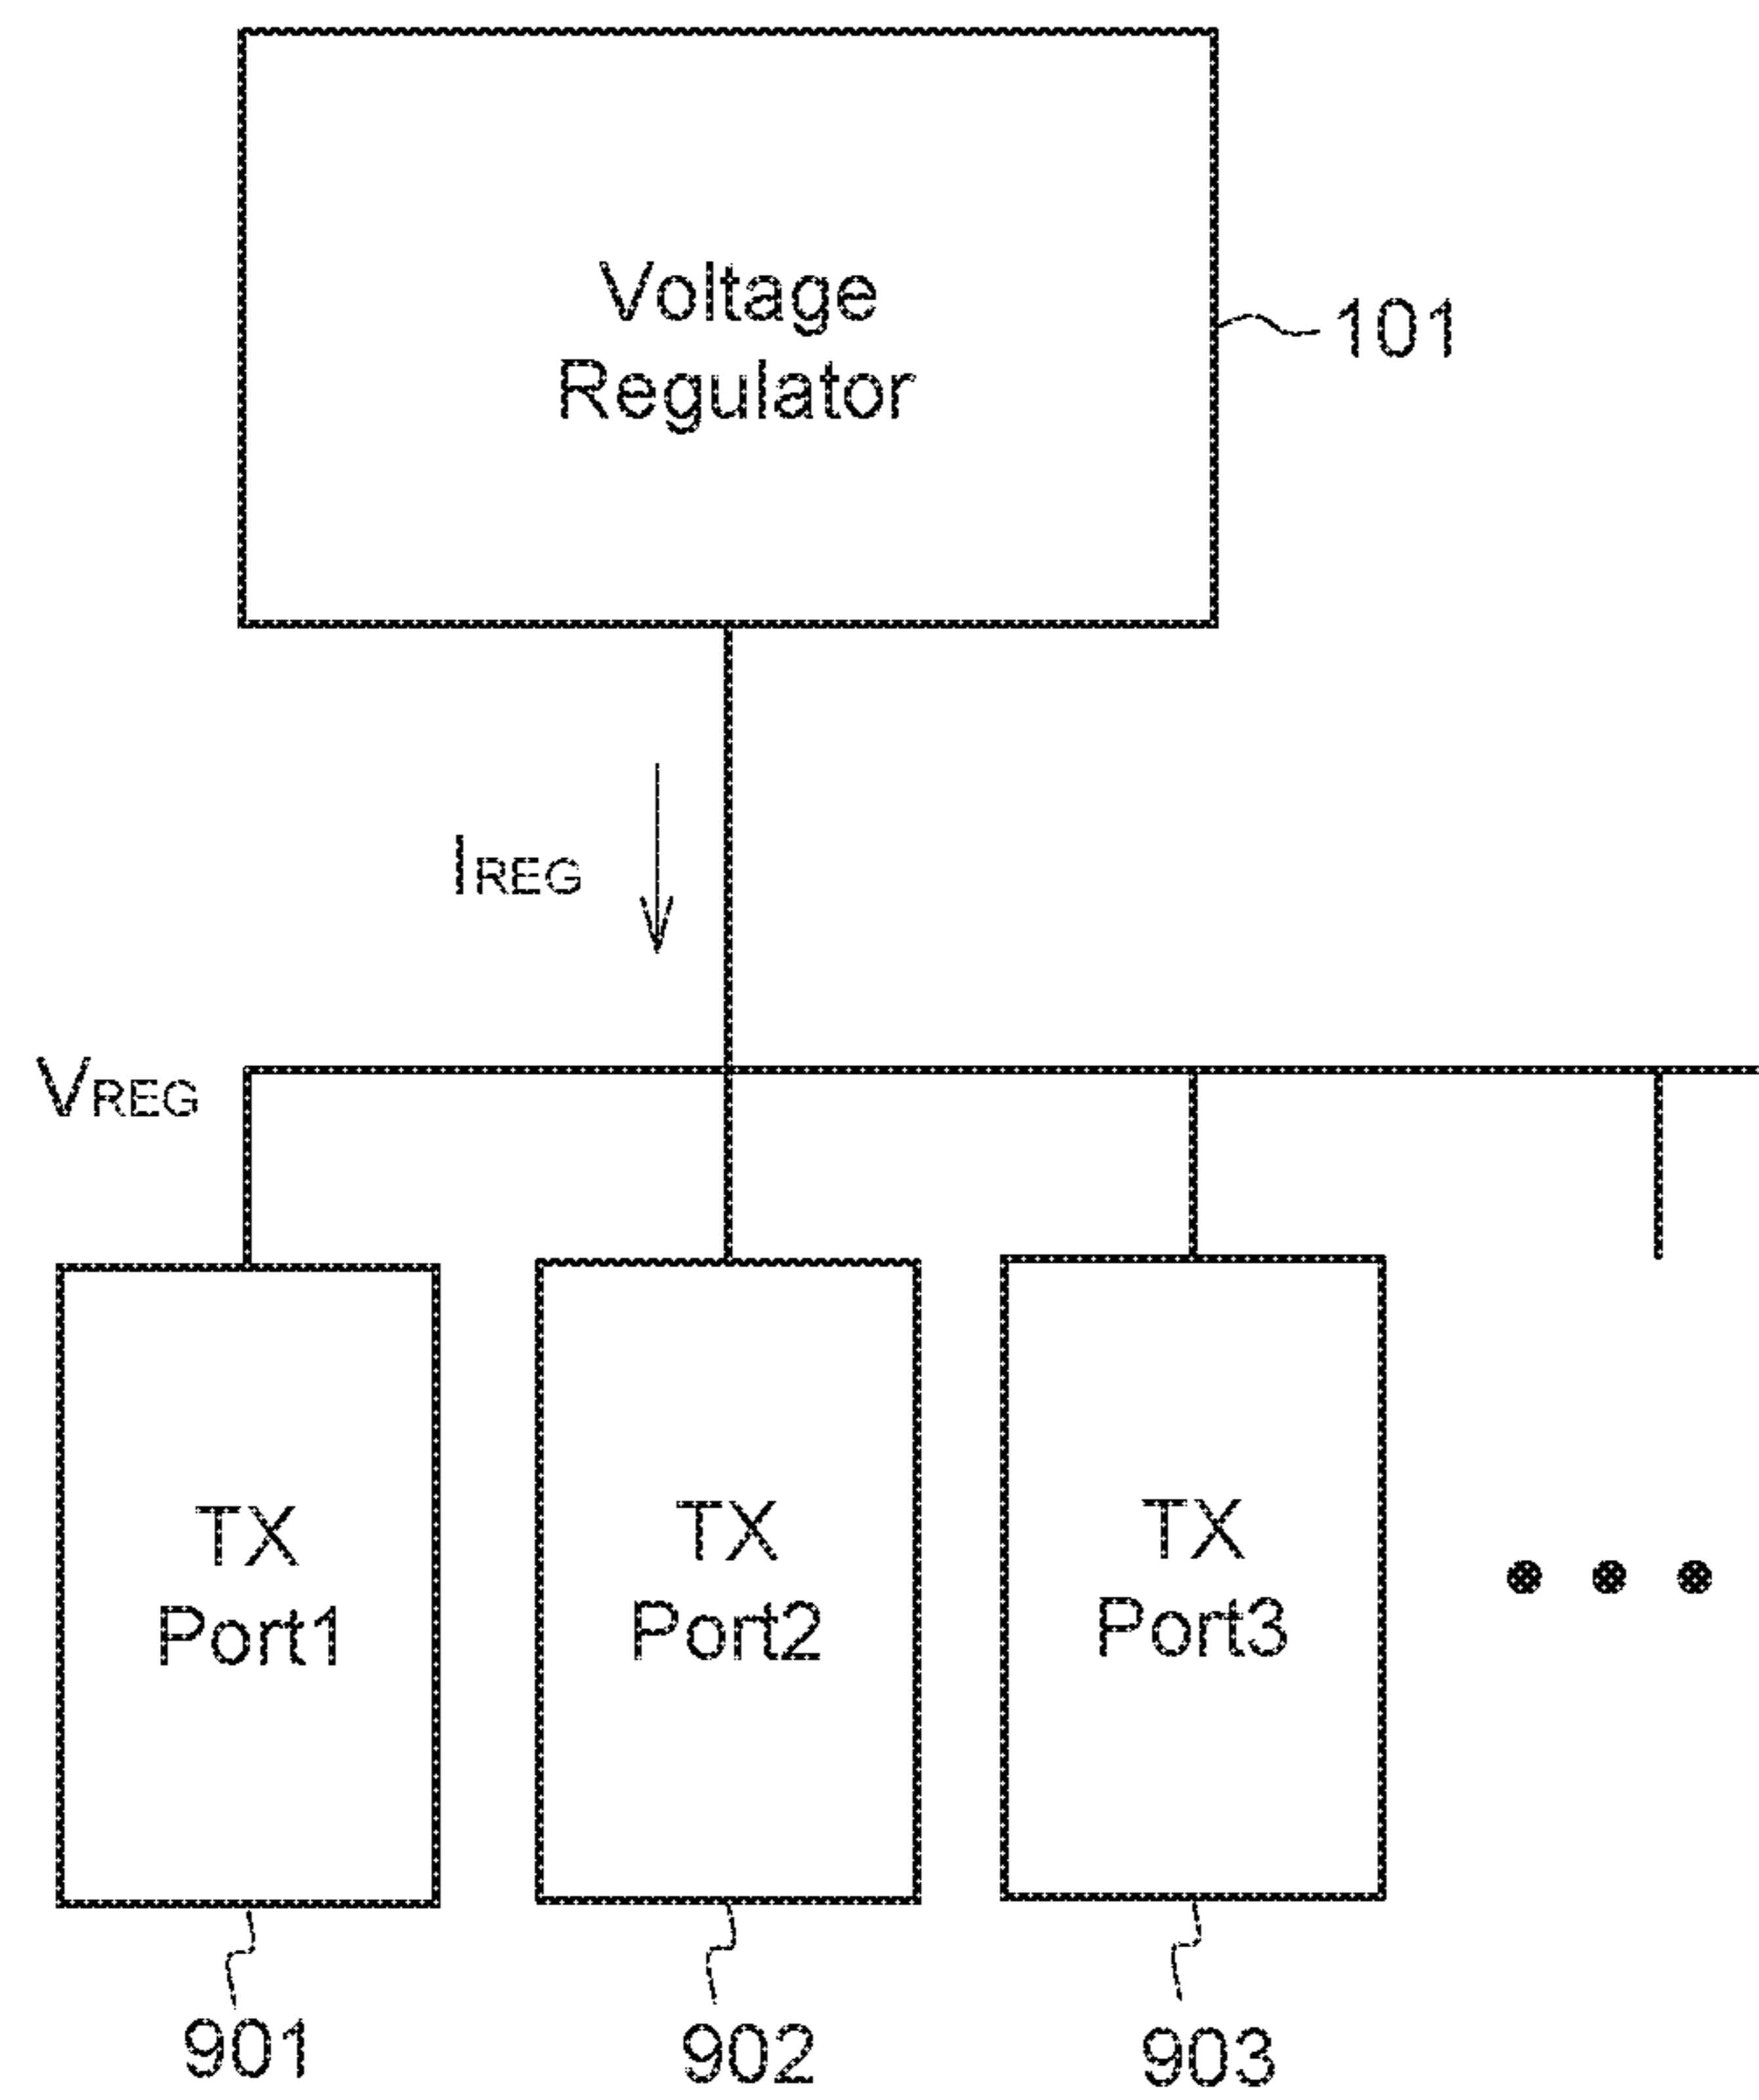 Voltage
Regulator
101
IREG
VREG
TX
Port1
TX
Port2
TX
Port3
901
902
903